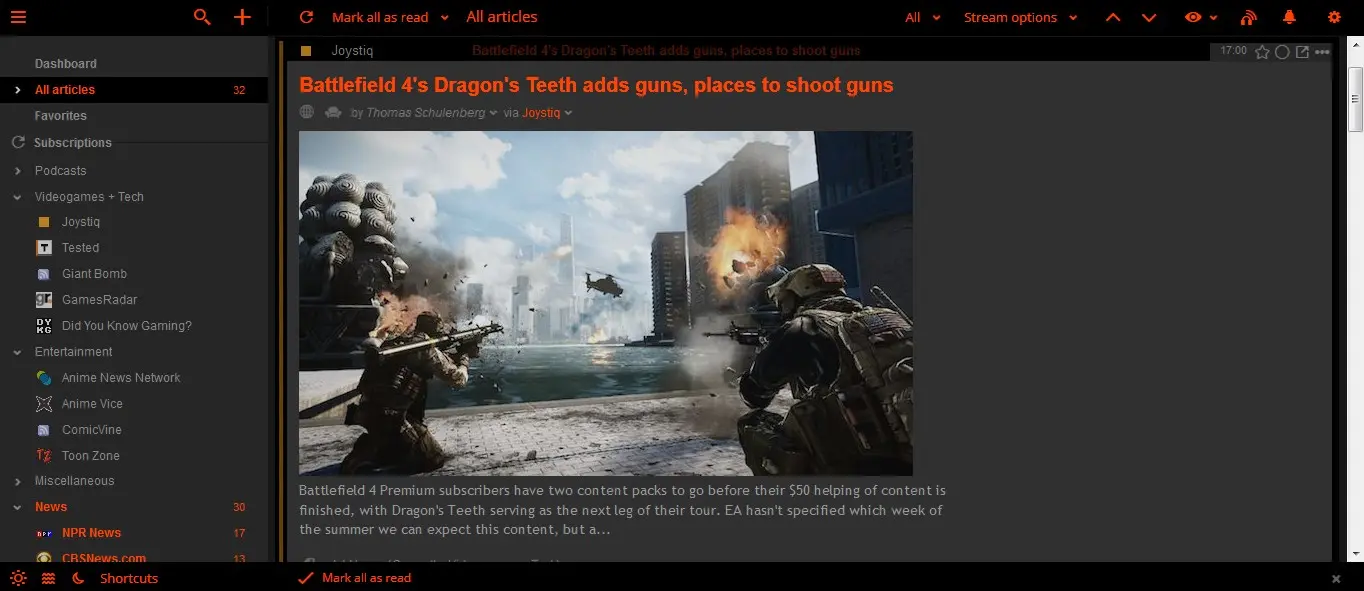 Mark all as read
All articles
All
Stream options
Dashboard
All articles 32
Favorites
Subscriptions
Podcasts
Videogames + Tech
Joystiq
T Tested
Giant Bomb
gr GamesRadar
DY KG Did You Know Gaming?
Entertainment
Anime News Network
Anime Vice
ComicVine
TZ Toon Zone
Miscellaneous
News 30
npr NPR News 17
CBSNews.com 13
Shortcuts
Joystiq
Battlefield 4's Dragon's Teeth adds guns, places to shoot guns
17:00
Battlefield 4's Dragon's Teeth adds guns, places to shoot guns
by Thomas Schulenberg via Joystiq
Battlefield 4 Premium subscribers have two content packs to go before their $50 helping of content is
finished, with Dragon's Teeth serving as the next leg of their tour. EA hasn't specified which week of
the summer we can expect this content, but a...
Mark all as read